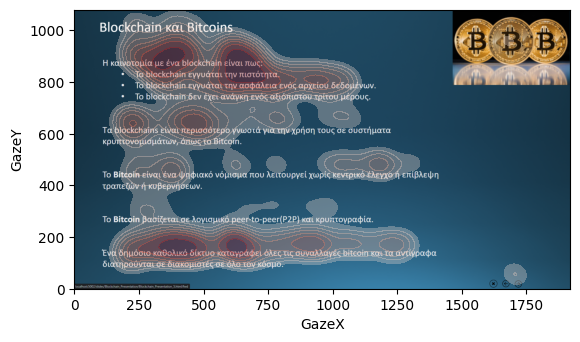 Blockchain και Bitcoins
Η καινοτομία με ένα blockchain είναι πως:
• Το blockchain εγγυάται την πιστότητα.
• Το blockchain εγγυάται την ασφάλεια ενός αρχείου δεδομένων.
• Το blockchain δεν έχει ανάγκη ενός αξιόπιστου τρίτου μέρους.
Τα blockchains είναι περισσότερο γνωστά για την χρήση τους σε συστήματα
κρυπτονομισμάτων, όπως το Bitcoin.
Το Bitcoin είναι ένα ψηφιακό νόμισμα που λειτουργεί χωρίς κεντρικό έλεγχο ή επίβλεψη
τραπεζών ή κυβερνήσεων.
Το Bitcoin βασίζεται σε λογισμικό peer-to-peer(P2P) και κρυπτογραφία.
Ένα δημόσιο καθολικό δίκτυο καταγράφει όλες τις συναλλαγές bitcoin και τα αντίγραφα
διατηρούνται σε διακομιστές σε όλο τον κόσμο.
GazeY
1000
800
600
400
200
0
0
250
500
750
1000
1250
1500
1750
GazeX